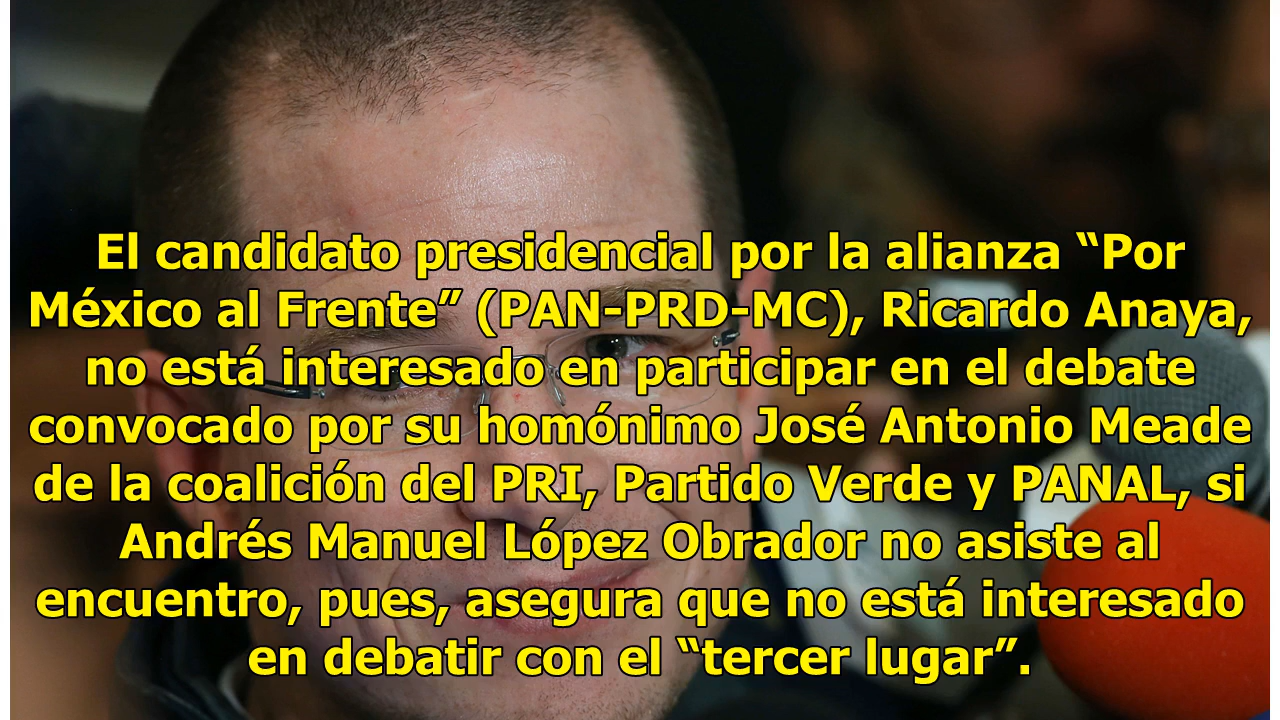 El candidato presidencial por la alianza “Por
México al Frente” (PAN-PRD-MC), Ricardo Anaya,
no está interesado en participar en el debate
convocado por su homónimo José Antonio Meade
de la coalición del PRI, Partido Verde y PANAL, si
Andrés Manuel López Obrador no asiste al
encuentro, pues, asegura que no está interesado
en debatir con el “tercer lugar”.